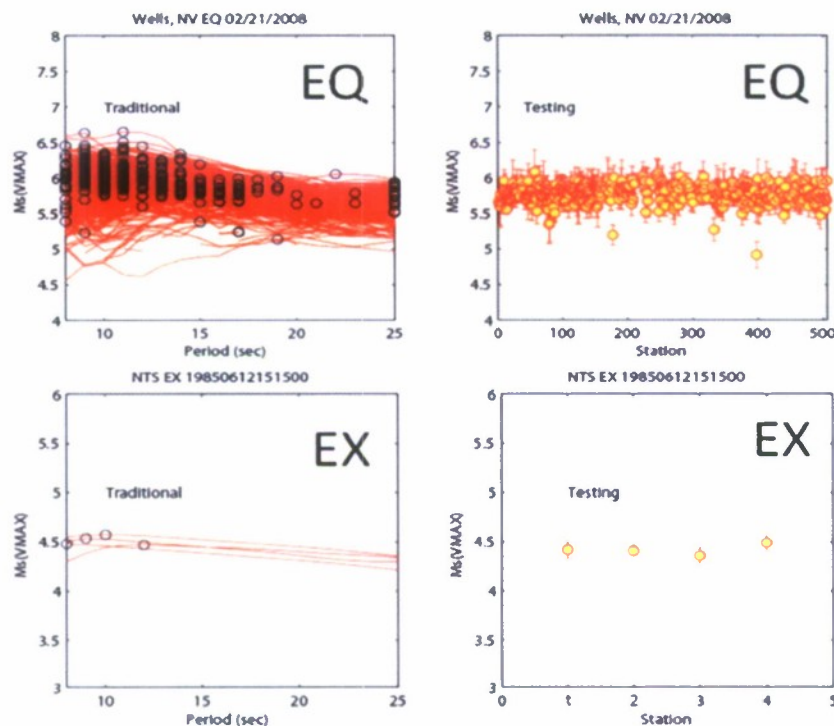 Wells, NV EQ 02/21/2008
8
7.5
7
6.5
6
5.5
5
4.5
4
Ms(VMAX)
Traditional
EQ
10
15
20
25
Period (sec)
Wells, NV 02/21/2008
8
7.5
7
6.5
6
5.5
5
4.5
4
Ms(VMAX)
Testing
EQ
0
100
200
300
400
500
Station
NTS EX 19850612151500
6
5.5
5
4.5
4
3.5
3
Ms(VMAX)
Traditional
EX
10
15
20
25
Period (sec)
NTS EX 19850612151500
6
5.5
5
4.5
4
3.5
3
Ms(VMAX)
Testing
EX
0
t
2
3
4
5
Station